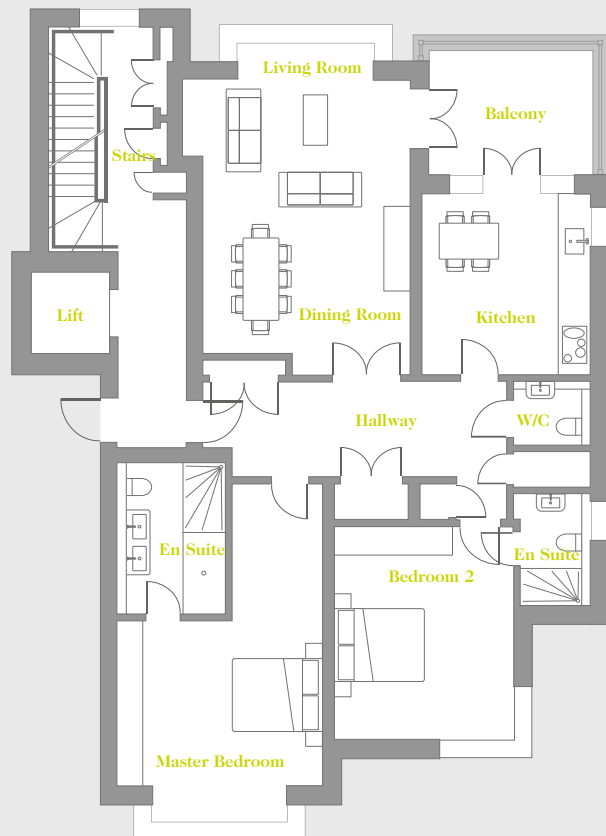 Living Room
Balcony
Stairs
Lift
Dining Room
Kitchen
Hallway
W/C
En Suite
En Suite
Bedroom 2
Master Bedroom